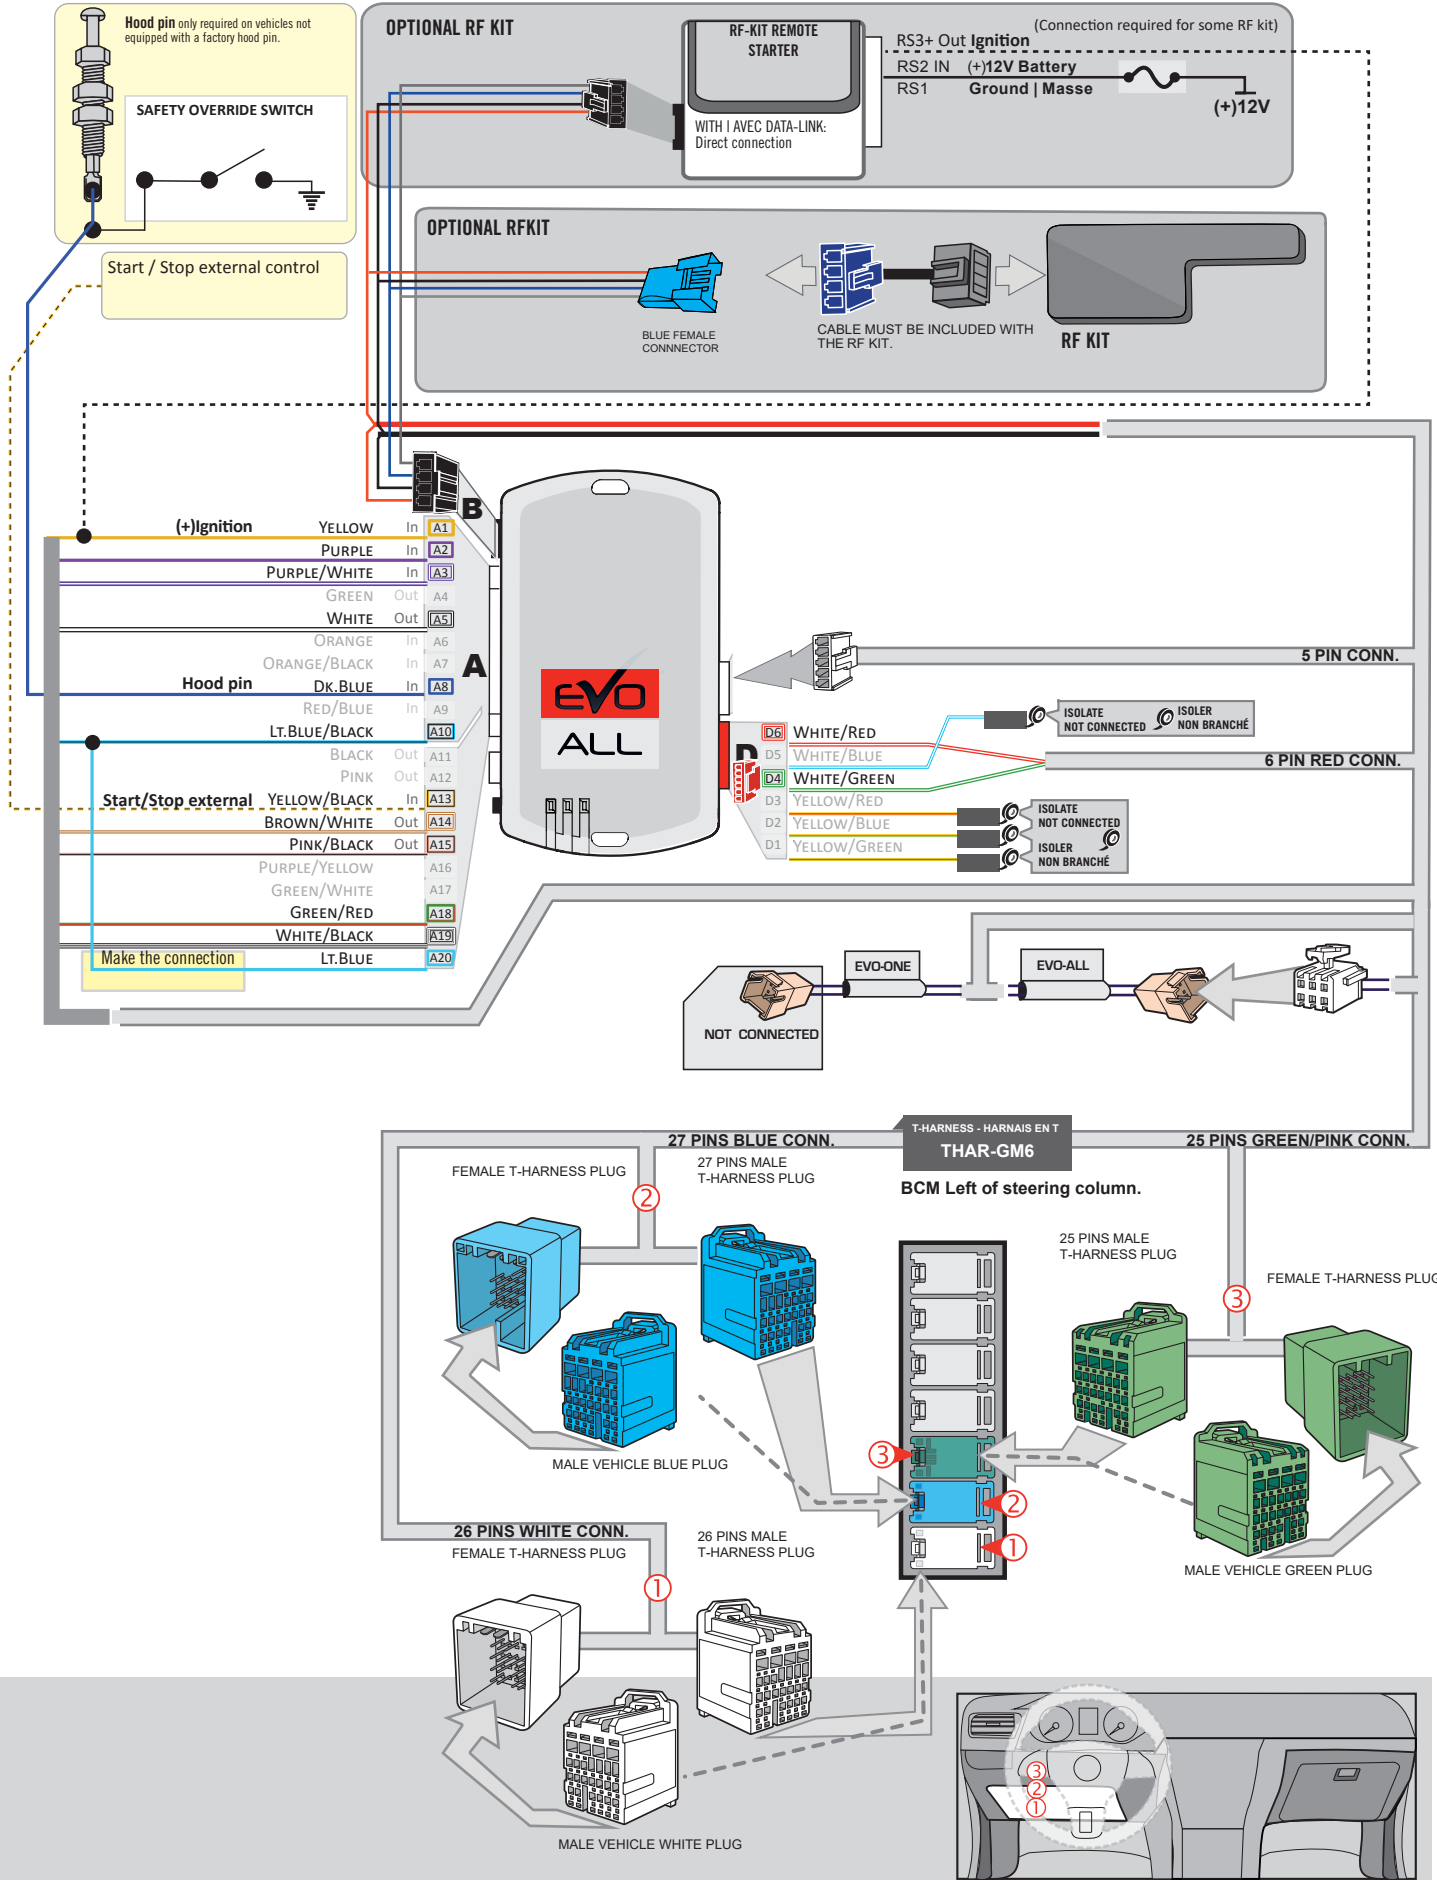 Hood pin only required on vehicles not
equipped with a factory hood pin.
SAFETY OVERRIDE SWITCH
Start / Stop external control
OPTIONAL RF KIT
RF-KIT REMOTE
STARTER
WITH | AVEC DATA-LINK:
Direct connection
(Connection required for some RF kit)
RS3+ Out Ignition
RS2 IN (+)12V Battery
RS1 Ground | Masse
(+)12V
OPTIONAL RFKIT
BLUE FEMALE
CONNNECTOR
CABLE MUST BE INCLUDED WITH
THE RF KIT.
RF KIT
B
(+)Ignition YELLOW In A1
PURPLE In A2
PURPLE/WHITE In A3
GREEN Out A4
WHITE Out A5
ORANGE In A6
ORANGE/BLACK In A7
A
Hood pin DK.BLUE In A8
RED/BLUE In A9
LT.BLUE/BLACK A10
BLACK Out A11
PINK Out A12
Start/Stop external YELLOW/BLACK In A13
BROWN/WHITE Out A14
PINK/BLACK Out A15
PURPLE/YELLOW A16
GREEN/WHITE A17
GREEN/RED A18
WHITE/BLACK A19
Make the connection LT.BLUE A20
EVO
ALL
5 PIN CONN.
D
D6 WHITE/RED
D5 WHITE/BLUE
D4 WHITE/GREEN
D3 YELLOW/RED
D2 YELLOW/BLUE
D1 YELLOW/GREEN
ISOLATE
NOT CONNECTED
ISOLER
NON BRANCHÉ
6 PIN RED CONN.
ISOLATE
NOT CONNECTED
ISOLER
NON BRANCHÉ
EVO-ONE
EVO-ALL
NOT CONNECTED
T-HARNESS - HARNAIS EN T
THAR-GM6
27 PINS BLUE CONN.
25 PINS GREEN/PINK CONN.
FEMALE T-HARNESS PLUG
2
27 PINS MALE
T-HARNESS PLUG
BCM Left of steering column.
25 PINS MALE
T-HARNESS PLUG
FEMALE T-HARNESS PLUG
3
MALE VEHICLE BLUE PLUG
3
2
1
MALE VEHICLE GREEN PLUG
26 PINS WHITE CONN.
FEMALE T-HARNESS PLUG
1
26 PINS MALE
T-HARNESS PLUG
MALE VEHICLE WHITE PLUG
3
2
1